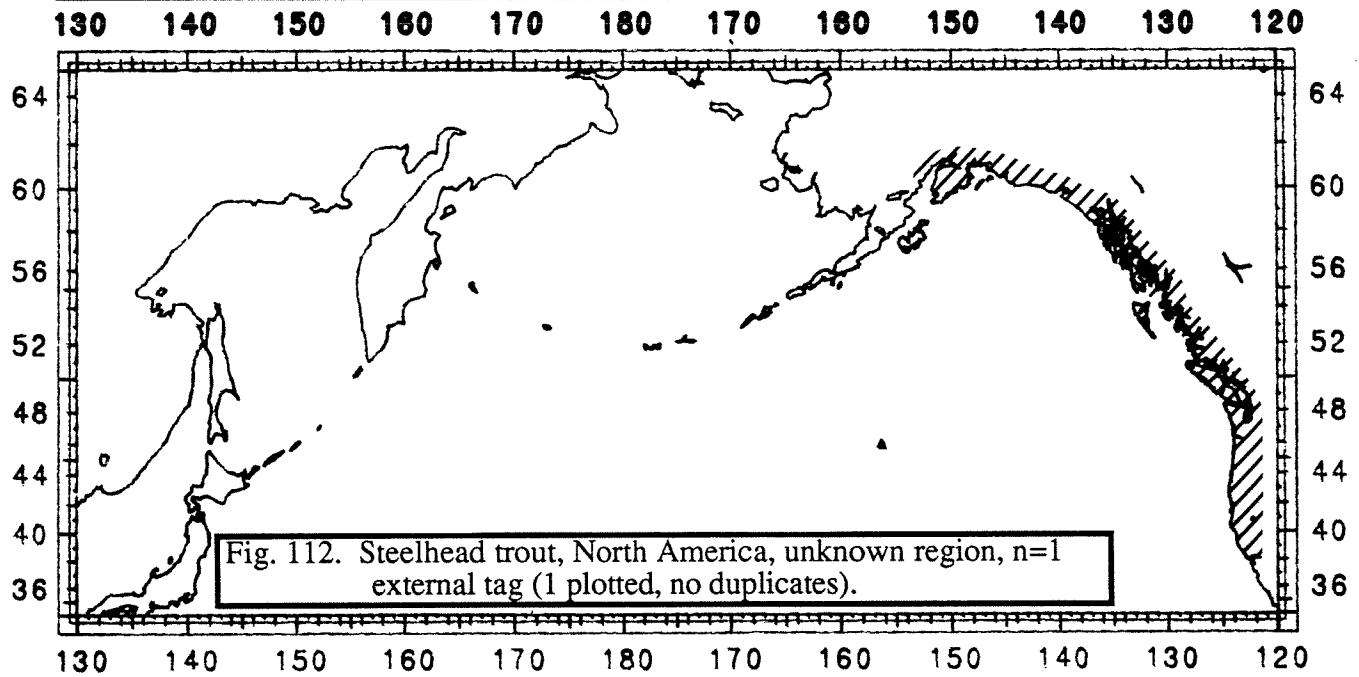 130 140 150 160 170 180 170 160 150 140 130 120
64 64
60 60
56 56
52 52
48 48
44 44
40 40
Fig. 112. Steelhead trout, North America, unknown region, n=1
external tag (1 plotted, no duplicates).
36 36
130 140 150 160 170 180 170 160 150 140 130 120